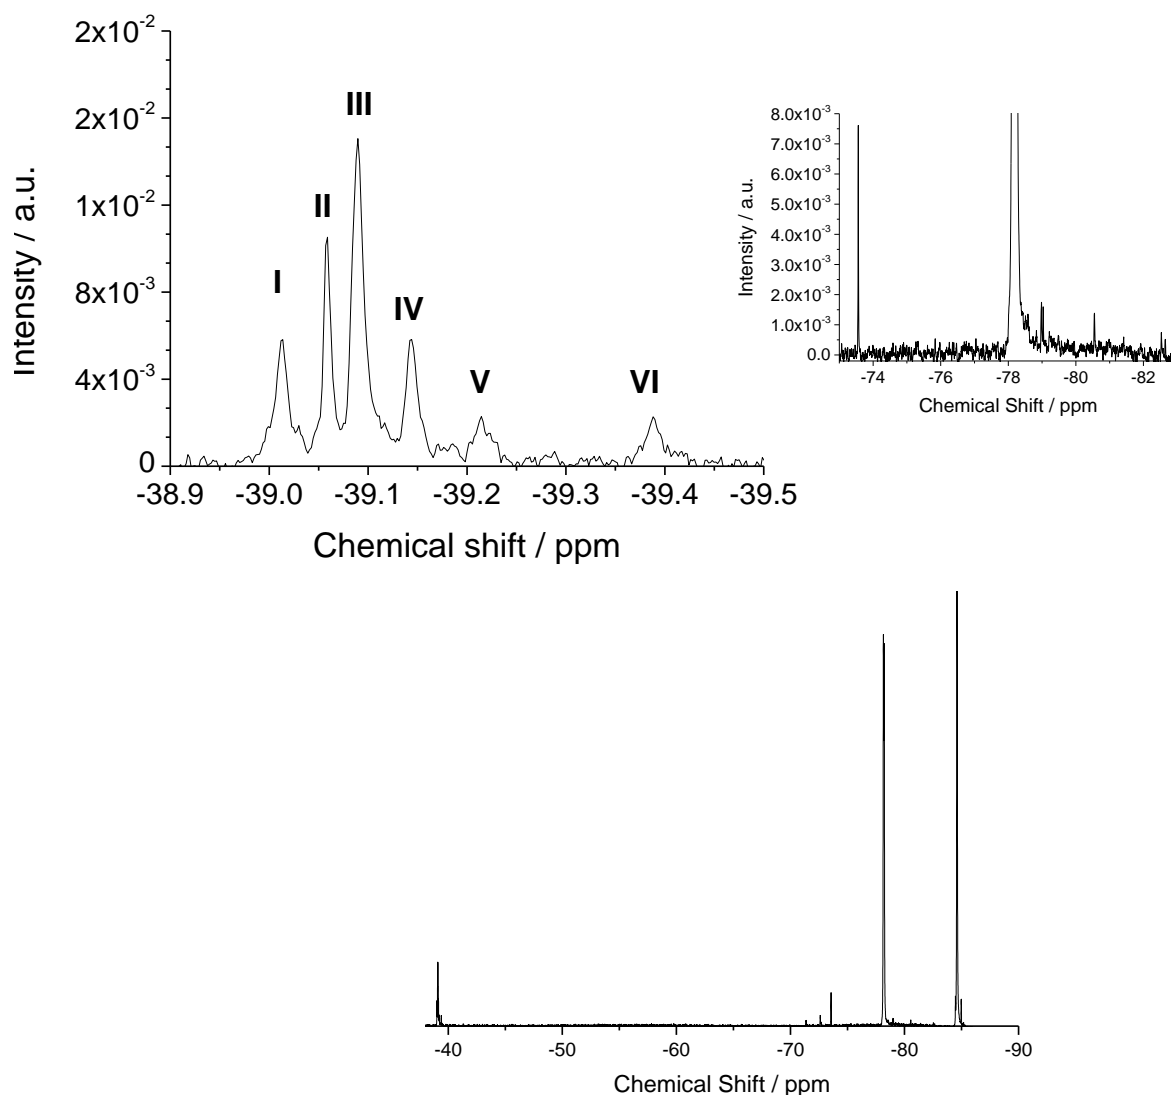 2x10⁻²
2x10⁻²
1x10⁻²
8x10⁻³
4x10⁻³
0
Intensity / a.u.
I
II
III
IV
V
VI
-38.9 -39.0 -39.1 -39.2 -39.3 -39.4 -39.5
Chemical shift / ppm
8.0x10⁻³
7.0x10⁻³
6.0x10⁻³
5.0x10⁻³
4.0x10⁻³
3.0x10⁻³
2.0x10⁻³
1.0x10⁻³
0.0
Intensity / a.u.
-74 -76 -78 -80 -82
Chemical Shift / ppm
-40 -50 -60 -70 -80 -90
Chemical Shift / ppm